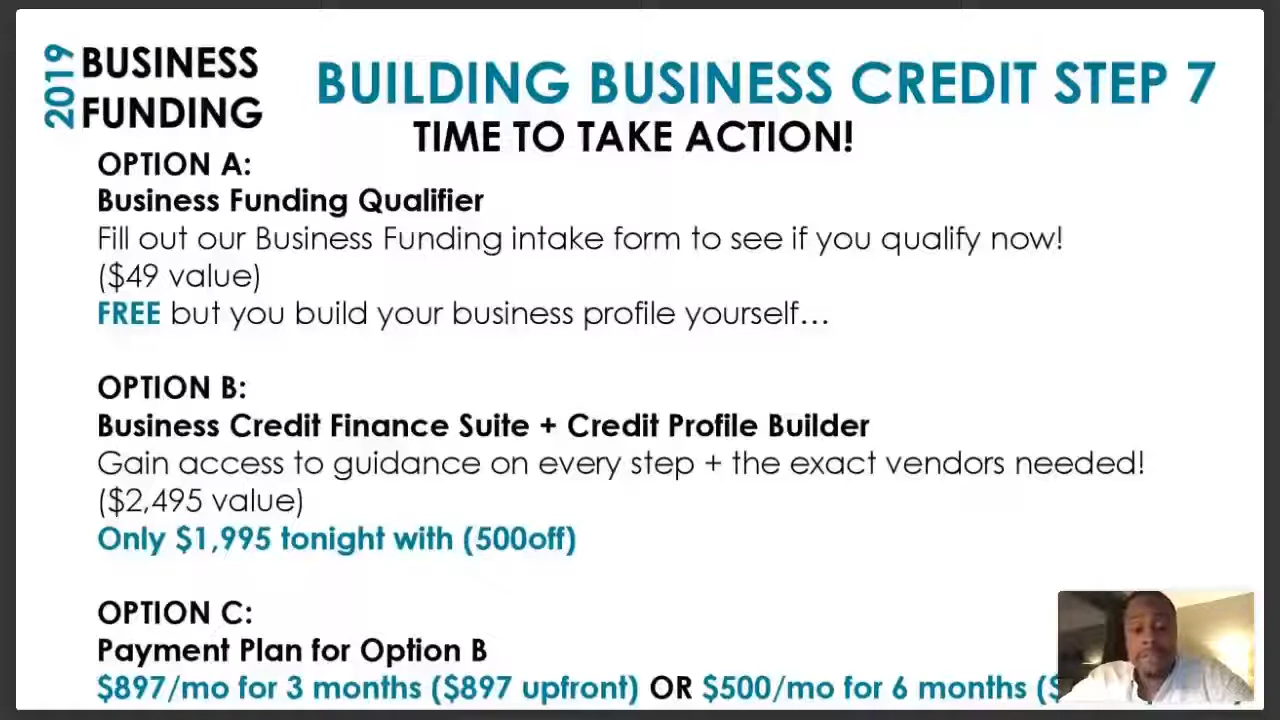 2019
BUSINESS
FUNDING
BUILDING BUSINESS CREDIT STEP 7
TIME TO TAKE ACTION!
OPTION A:
Business Funding Qualifier
Fill out our Business Funding intake form to see if you qualify now!
($49 value)
FREE but you build your business profile yourself...
OPTION B:
Business Credit Finance Suite + Credit Profile Builder
Gain access to guidance on every step + the exact vendors needed!
($2,495 value)
Only $1,995 tonight with (500off)
OPTION C:
Payment Plan for Option B
$897/mo for 3 months ($897 upfront) OR $500/mo for 6 months (